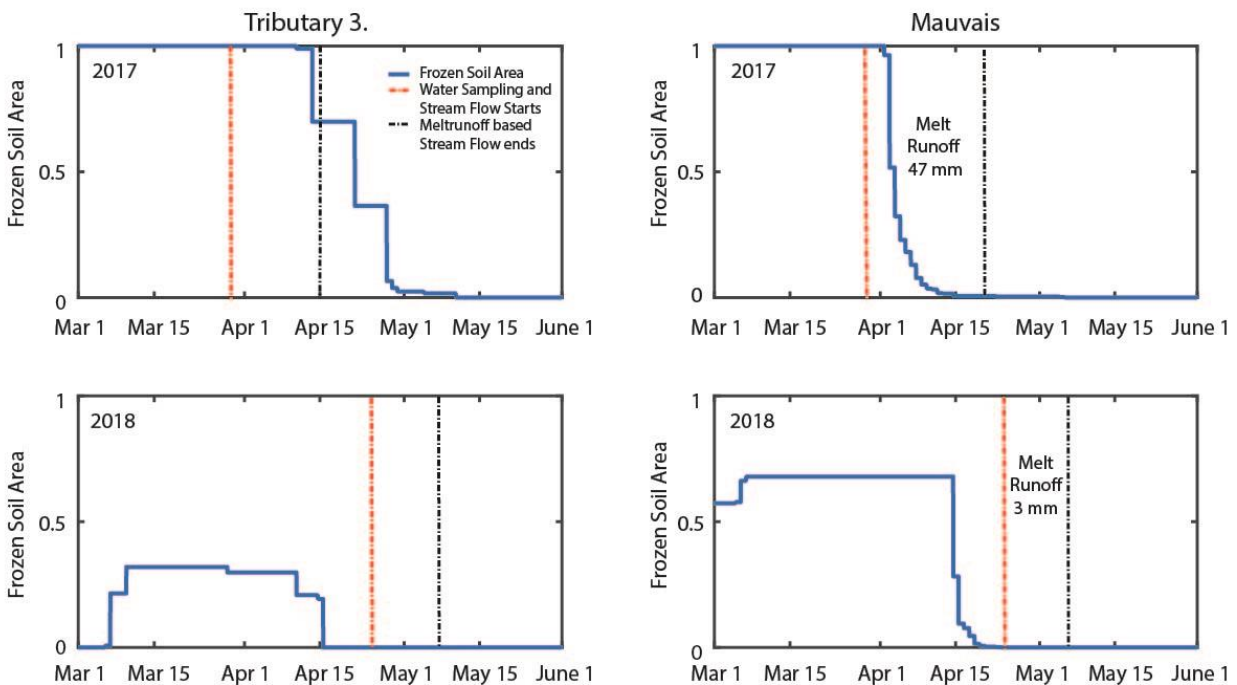 Tributary 3.
Mauvais
Frozen Soil Area
1
0.5
0
2017
Frozen Soil Area
Water Sampling and
Stream Flow Starts
Meltrunoff based
Stream Flow ends
Mar 1 Mar 15 Apr 1 Apr 15 May 1 May 15 June 1
Frozen Soil Area
1
0.5
0
2017
Melt
Runoff
47 mm
Mar 1 Mar 15 Apr 1 Apr 15 May 1 May 15 June 1
Frozen Soil Area
1
0.5
0
2018
Mar 1 Mar 15 Apr 1 Apr 15 May 1 May 15 June 1
Frozen Soil Area
1
0.5
0
2018
Melt
Runoff
3 mm
Mar 1 Mar 15 Apr 1 Apr 15 May 1 May 15 June 1